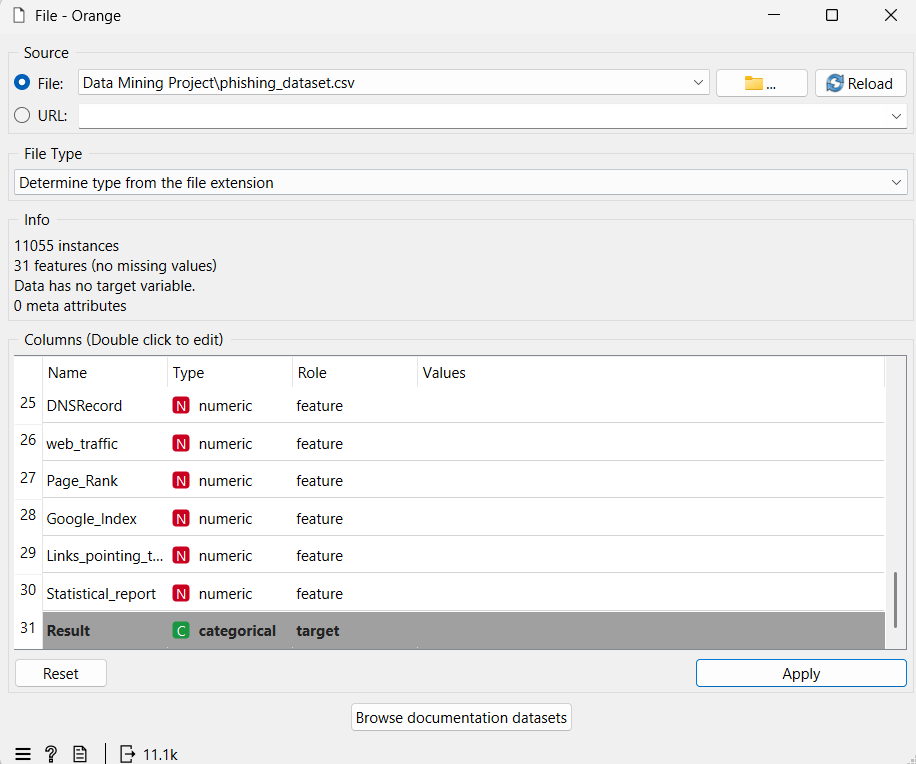 File - Orange
Source
File: Data Mining Project\phishing_dataset.csv ... Reload
URL:
File Type
Determine type from the file extension
Info
11055 instances
31 features (no missing values)
Data has no target variable.
0 meta attributes
Columns (Double click to edit)
Name Type Role Values
25 DNSRecord N numeric feature
26 web_traffic N numeric feature
27 Page_Rank N numeric feature
28 Google_Index N numeric feature
29 Links_pointing_t... N numeric feature
30 Statistical_report N numeric feature
31 Result C categorical target
Reset Apply
Browse documentation datasets
? 11.1k